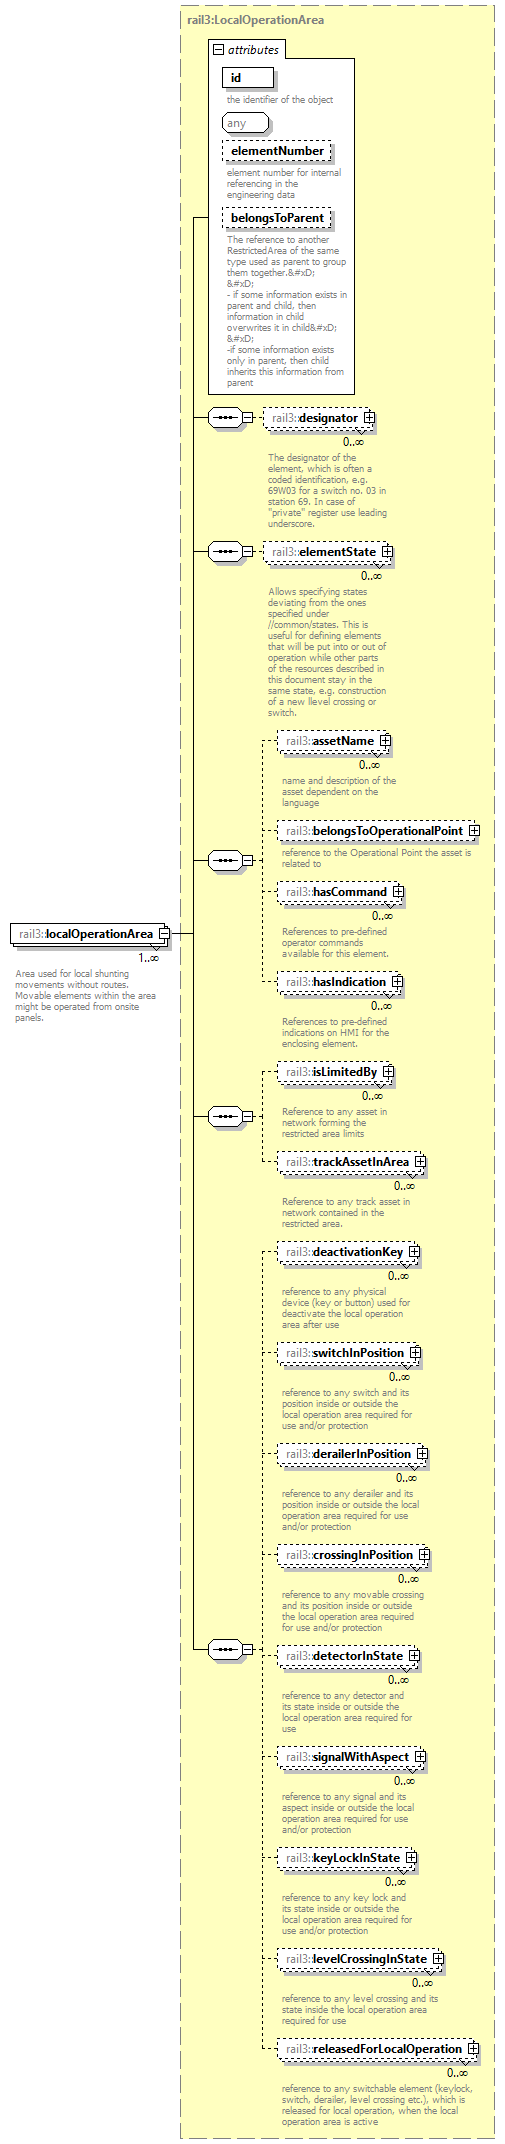 rail3:LocalOperationArea
attributes
id
the identifier of the object
any
elementNumber
element number for internal
referencing in the
engineering data
belongsToParent
The reference to another
RestrictedArea of the same
type used as parent to group
them together.&#xD;
&#xD;
- if some information exists in
parent and child, then
information in child
overwrites it in child&#xD;
&#xD;
-if some information exists
only in parent, then child
inherits this information from
parent
rail3::designator
0..∞
The designator of the
element, which is often a
coded identification, e.g.
69W03 for a switch no. 03 in
station 69. In case of
"private" register use leading
underscore.
rail3::elementState
0..∞
Allows specifying states
deviating from the ones
specified under
//common/states. This is
useful for defining elements
that will be put into or out of
operation while other parts
of the resources described in
this document stay in the
same state, e.g. construction
of a new llevel crossing or
switch.
rail3::assetName
0..∞
name and description of the
asset dependent on the
language
rail3::belongsToOperationalPoint
reference to the Operational Point the asset is
related to
rail3::hasCommand
0..∞
References to pre-defined
operator commands
available for this element.
rail3::hasIndication
0..∞
References to pre-defined
indications on HMI for the
enclosing element.
rail3::localOperationArea
1..∞
Area used for local shunting
movements without routes.
Movable elements within the area
might be operated from onsite
panels.
rail3::isLimitedBy
0..∞
Reference to any asset in
network forming the
restricted area limits
rail3::trackAssetInArea
0..∞
Reference to any track asset in
network contained in the
restricted area.
rail3::deactivationKey
0..∞
reference to any physical
device (key or button) used for
deactivate the local operation
area after use
rail3::switchInPosition
0..∞
reference to any switch and its
position inside or outside the
local operation area required for
use and/or protection
rail3::derailerInPosition
0..∞
reference to any derailer and its
position inside or outside the local
operation area required for use
and/or protection
rail3::crossingInPosition
0..∞
reference to any movable crossing
and its position inside or outside
the local operation area required
for use and/or protection
rail3::detectorInState
0..∞
reference to any detector and
its state inside or outside the
local operation area required for
use
rail3::signalWithAspect
0..∞
reference to any signal and its
aspect inside or outside the local
operation area required for use
and/or protection
rail3::keyLockInState
0..∞
reference to any key lock and
its state inside or outside the
local operation area required for
use and/or protection
rail3::levelCrossingInState
0..∞
reference to any level crossing and its
state inside the local operation area
required for use
rail3::releasedForLocalOperation
0..∞
reference to any switchable element (keylock,
switch, derailer, level crossing etc.), which is
released for local operation, when the local
operation area is active